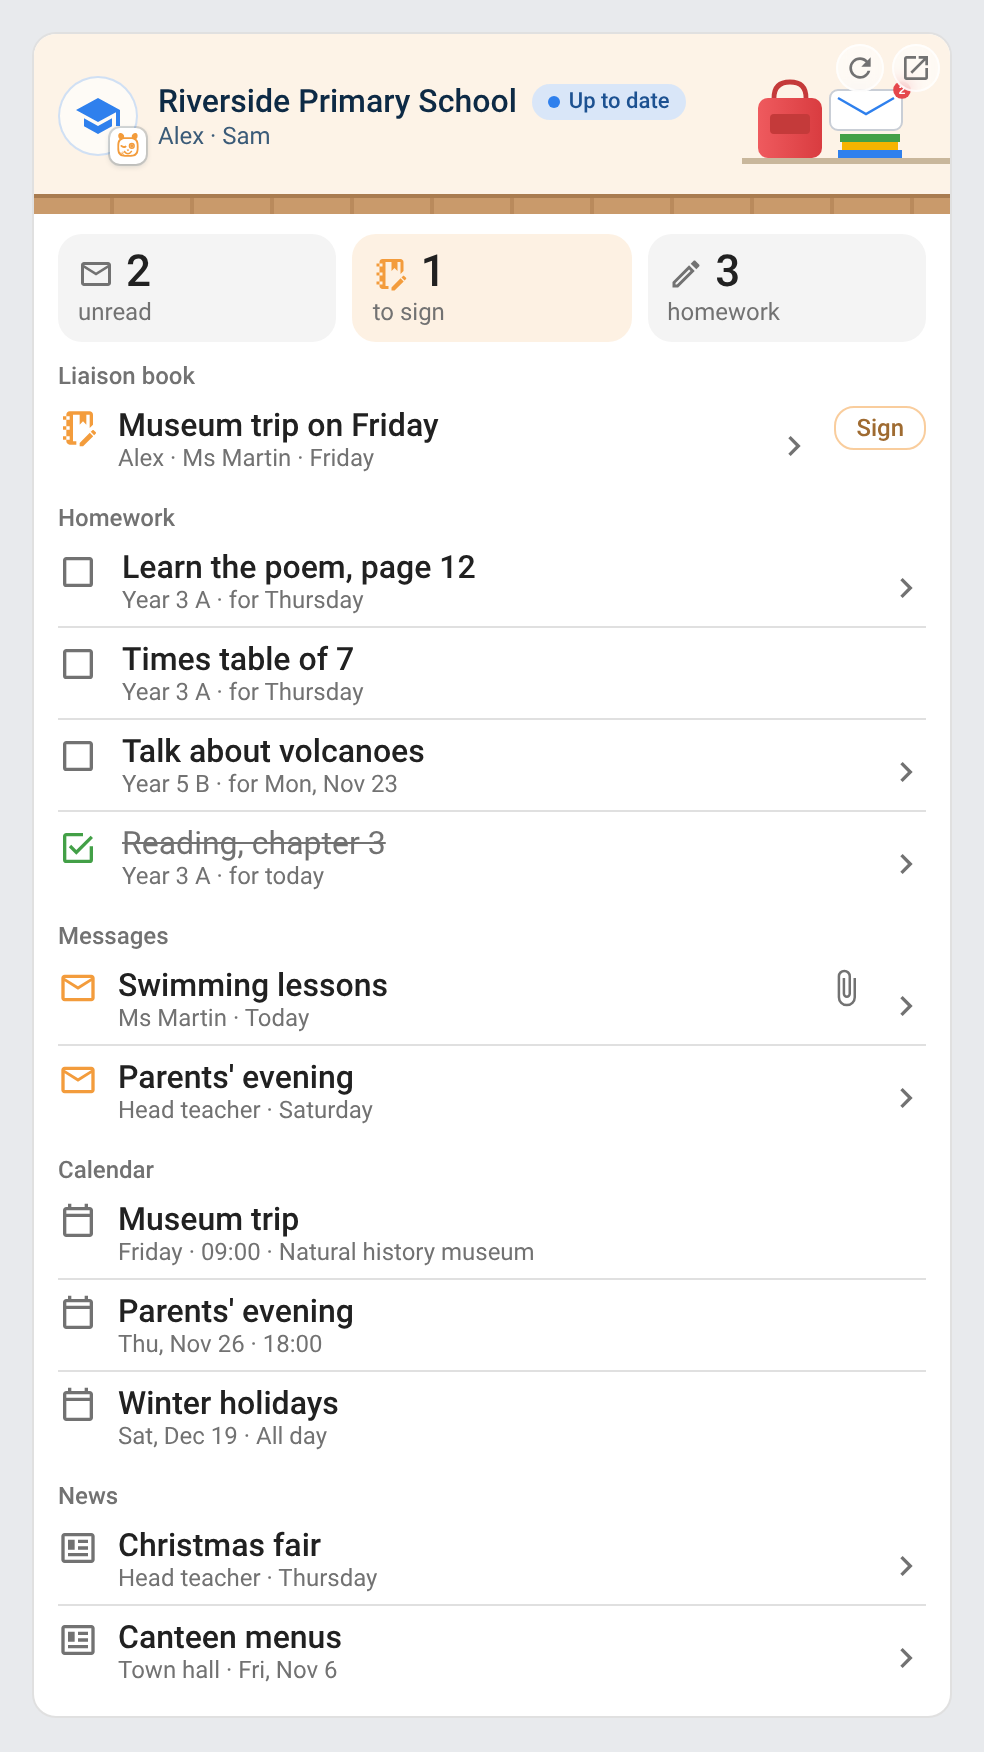 Riverside Primary School
Up to date
Alex · Sam
2
2
unread
1
to sign
3
homework
Liaison book
Museum trip on Friday
Alex · Ms Martin · Friday
Sign
Homework
Learn the poem, page 12
Year 3 A · for Thursday
Times table of 7
Year 3 A · for Thursday
Talk about volcanoes
Year 5 B · for Mon, Nov 23
Reading, chapter 3
Year 3 A · for today
Messages
Swimming lessons
Ms Martin · Today
Parents' evening
Head teacher · Saturday
Calendar
Museum trip
Friday · 09:00 · Natural history museum
Parents' evening
Thu, Nov 26 · 18:00
Winter holidays
Sat, Dec 19 · All day
News
Christmas fair
Head teacher · Thursday
Canteen menus
Town hall · Fri, Nov 6